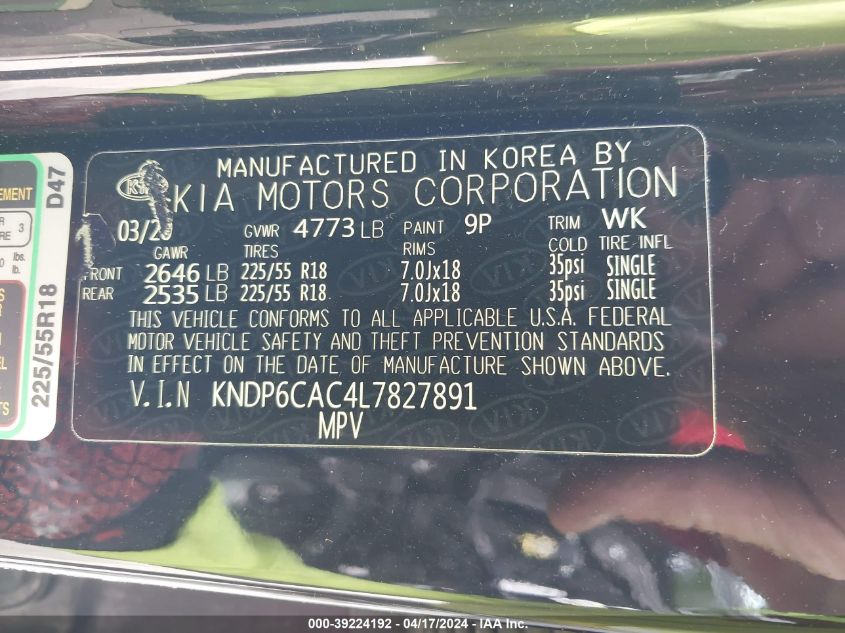 MANUFACTURED IN KOREA BY
KIA MOTORS CORPORATION
GVWR 4773 LB PAINT 9P TRIM WK
GAWR TIRES RIMS COLD TIRE INFL
FRONT 2646 LB 225/55 R18 7.0Jx18 35psi SINGLE
REAR 2535 LB 225/55 R18 7.0Jx18 35psi SINGLE
THIS VEHICLE CONFORMS TO ALL APPLICABLE U.S.A. FEDERAL
MOTOR VEHICLE SAFETY AND THEFT PREVENTION STANDARDS
IN EFFECT ON THE DATE OF MANUFACTURE SHOWN ABOVE.
V.I.N KNDP6CAC4L7827891
MPV
D47
225/55R18
3
lbs.
lb.
000-39224192 - 04/17/2024 - IAA Inc.